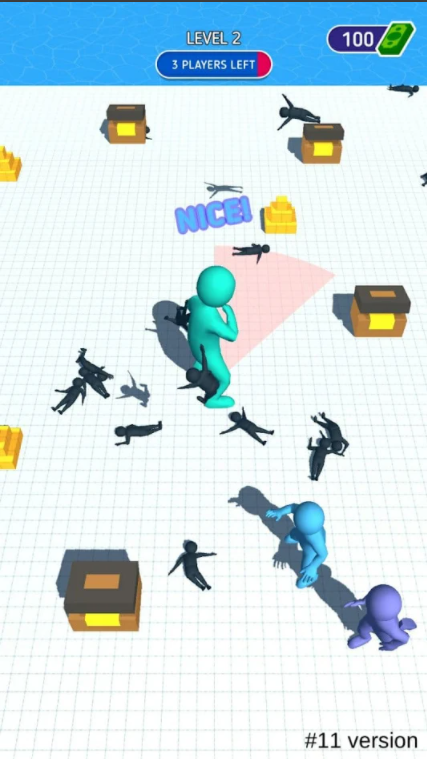 LEVEL 2
100
3 PLAYERS LEFT
NICE!
#11 version